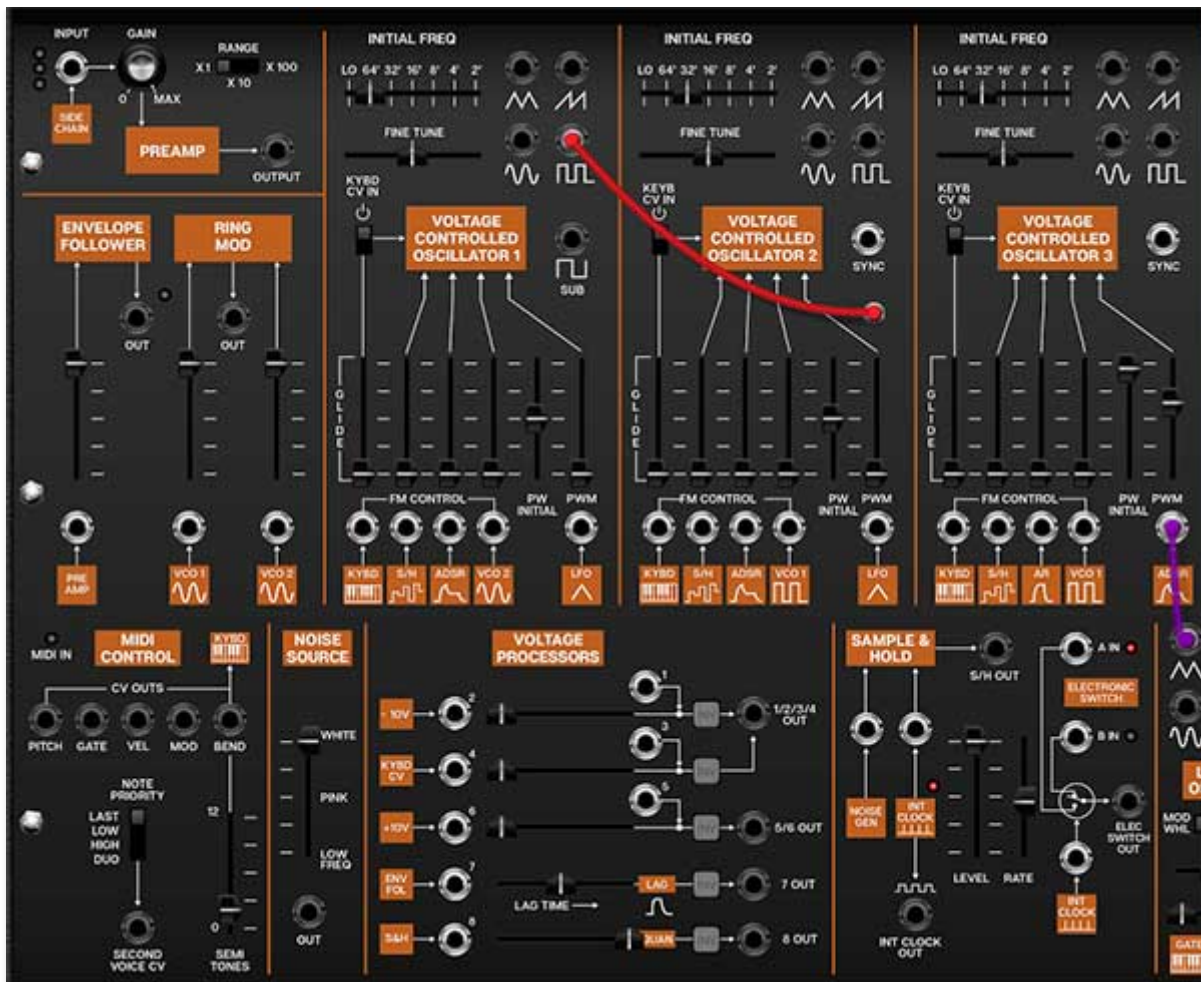 INPUT
GAIN
RANGE
X1
X 100
X 10
0
MAX
SIDE
CHAIN
PREAMP
OUTPUT
ENVELOPE
FOLLOWER
RING
MOD
OUT
OUT
PRE
AMP
VCO 1
VCO 2
INITIAL FREQ
LO 64' 32' 16' 8' 4' 2'
FINE TUNE
KYBD
CV IN
VOLTAGE
CONTROLLED
OSCILLATOR 1
SUB
GLIDE
FM CONTROL
PW
INITIAL
PWM
KYBD
S/H
ADSR
VCO 2
LFO
INITIAL FREQ
LO 64' 32' 16' 8' 4' 2'
FINE TUNE
KEYB
CV IN
VOLTAGE
CONTROLLED
OSCILLATOR 2
SYNC
GLIDE
FM CONTROL
PW
INITIAL
PWM
KYBD
S/H
ADSR
VCO 1
LFO
INITIAL FREQ
LO 64' 32' 16' 8' 4' 2'
FINE TUNE
KEYB
CV IN
VOLTAGE
CONTROLLED
OSCILLATOR 3
SYNC
GLIDE
FM CONTROL
PW
INITIAL
PWM
KYBD
S/H
AR
VCO 1
ADSR
MIDI IN
MIDI
CONTROL
KYBD
CV OUTS
PITCH
GATE
VEL
MOD
BEND
NOTE
PRIORITY
LAST
LOW
HIGH
DUO
12
0
SECOND
VOICE CV
SEMI
TONES
NOISE
SOURCE
WHITE
PINK
LOW
FREQ
OUT
VOLTAGE
PROCESSORS
1
2
- 10V
INV
1/2/3/4
OUT
3
4
KYBD
CV
INV
5
6
+10V
INV
5/6 OUT
7
ENV
FOL
LAG
INV
7 OUT
LAG TIME
8
S&H
QUAN
INV
8 OUT
SAMPLE &
HOLD
S/H OUT
NOISE
GEN
INT
CLOCK
LEVEL
RATE
INT CLOCK
OUT
A IN
ELECTRONIC
SWITCH
B IN
ELEC
SWITCH
OUT
INT
CLOCK
MOD
WHL
GATE